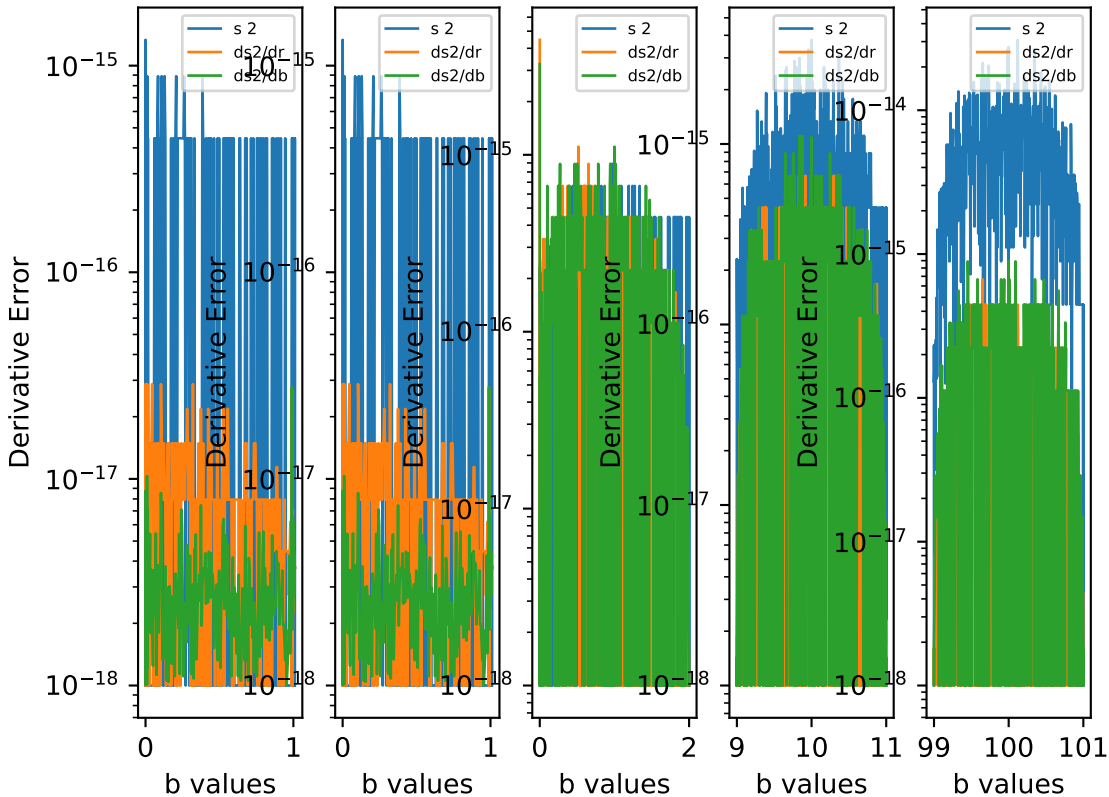 s 2
ds2/dr
ds2/db
10⁻¹⁵
10⁻¹⁶
10⁻¹⁷
10⁻¹⁸
Derivative Error
0 1
b values
s 2
ds2/dr
ds2/db
10⁻¹⁵
10⁻¹⁶
10⁻¹⁷
10⁻¹⁸
Derivative Error
0 1
b values
s 2
ds2/dr
ds2/db
10⁻¹⁵
10⁻¹⁶
10⁻¹⁷
10⁻¹⁸
Derivative Error
0 2
b values
s 2
ds2/dr
ds2/db
10⁻¹⁵
10⁻¹⁶
10⁻¹⁷
10⁻¹⁸
Derivative Error
9 11
b values
s 2
ds2/dr
ds2/db
10⁻¹⁴
10⁻¹⁵
10⁻¹⁶
10⁻¹⁷
10⁻¹⁸
Derivative Error
99 100 101
b values